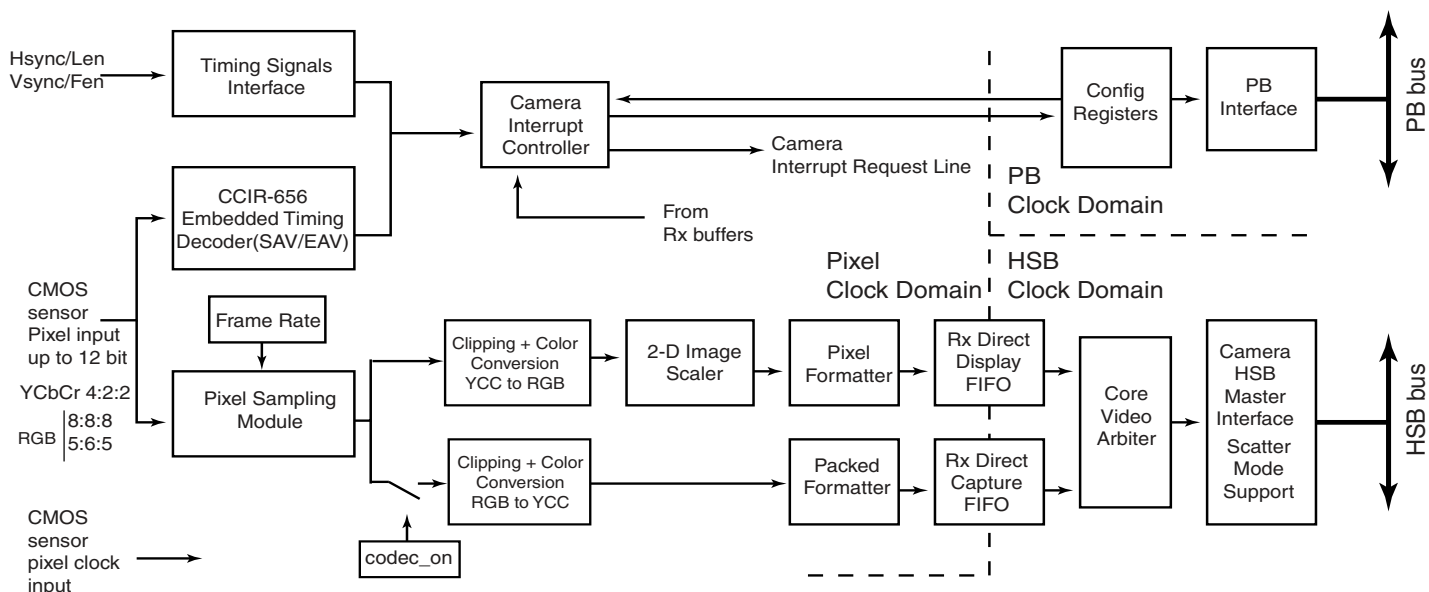 Hsync/Len
Vsync/Fen
Timing Signals
Interface
CCIR-656
Embedded Timing
Decoder(SAV/EAV)
Camera
Interrupt
Controller
Camera
Interrupt Request Line
From
Rx buffers
Config
Registers
PB
Interface
PB bus
PB
Clock Domain
Pixel
Clock Domain
HSB
Clock Domain
CMOS
sensor
Pixel input
up to 12 bit
YCbCr 4:2:2
RGB
8:8:8
5:6:5
Frame Rate
Pixel Sampling
Module
Clipping + Color
Conversion
YCC to RGB
2-D Image
Scaler
Pixel
Formatter
Rx Direct
Display
FIFO
Clipping + Color
Conversion
RGB to YCC
Packed
Formatter
Rx Direct
Capture
FIFO
Core
Video
Arbiter
Camera
HSB
Master
Interface
Scatter
Mode
Support
HSB bus
codec_on
CMOS
sensor
pixel clock
input